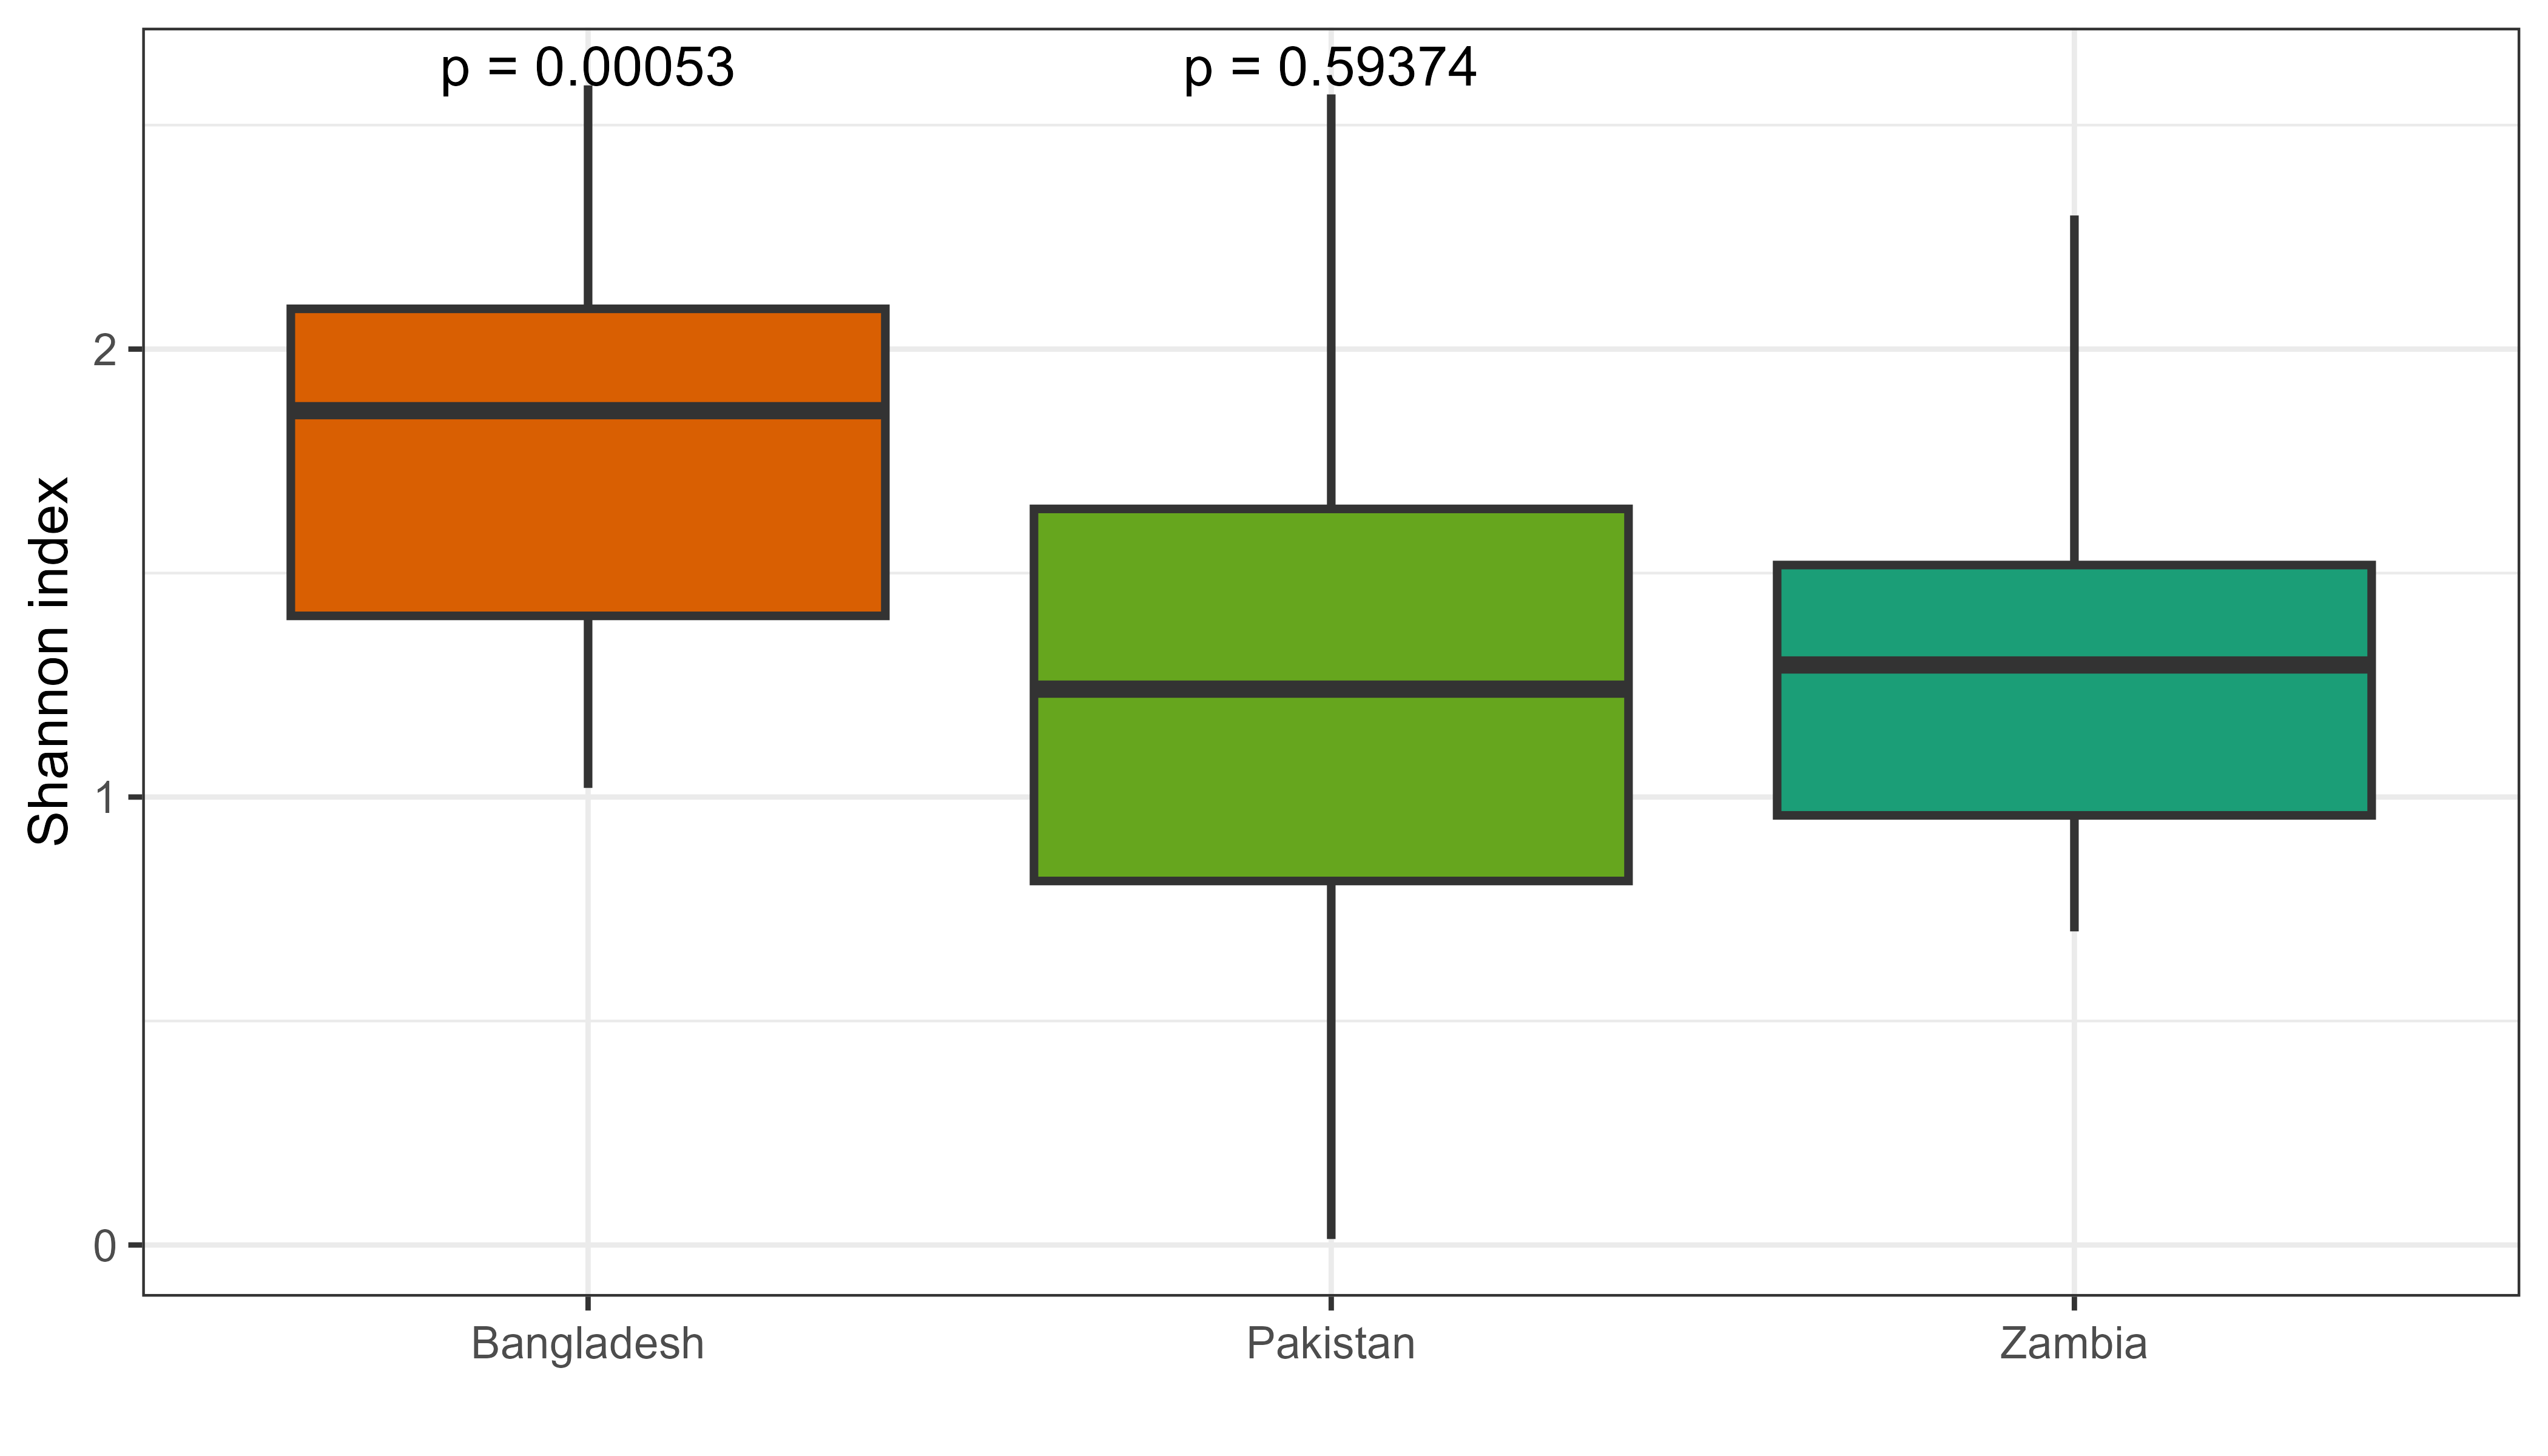 p = 0.00053
p = 0.59374
Shannon index
2
1
0
Bangladesh
Pakistan
Zambia